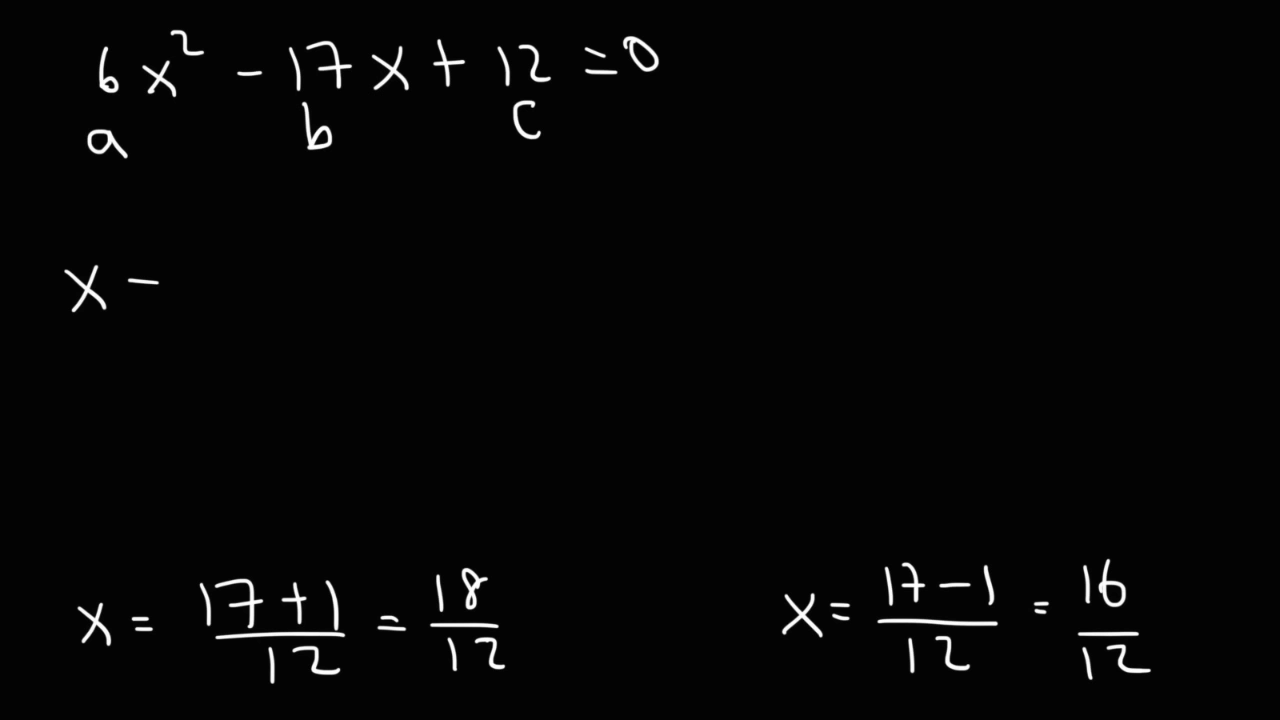 6x² - 17x + 12 = 0
a b c
x -
x = 17 + 1 / 12 = 18 / 12
x = 17 - 1 / 12 = 16 / 12